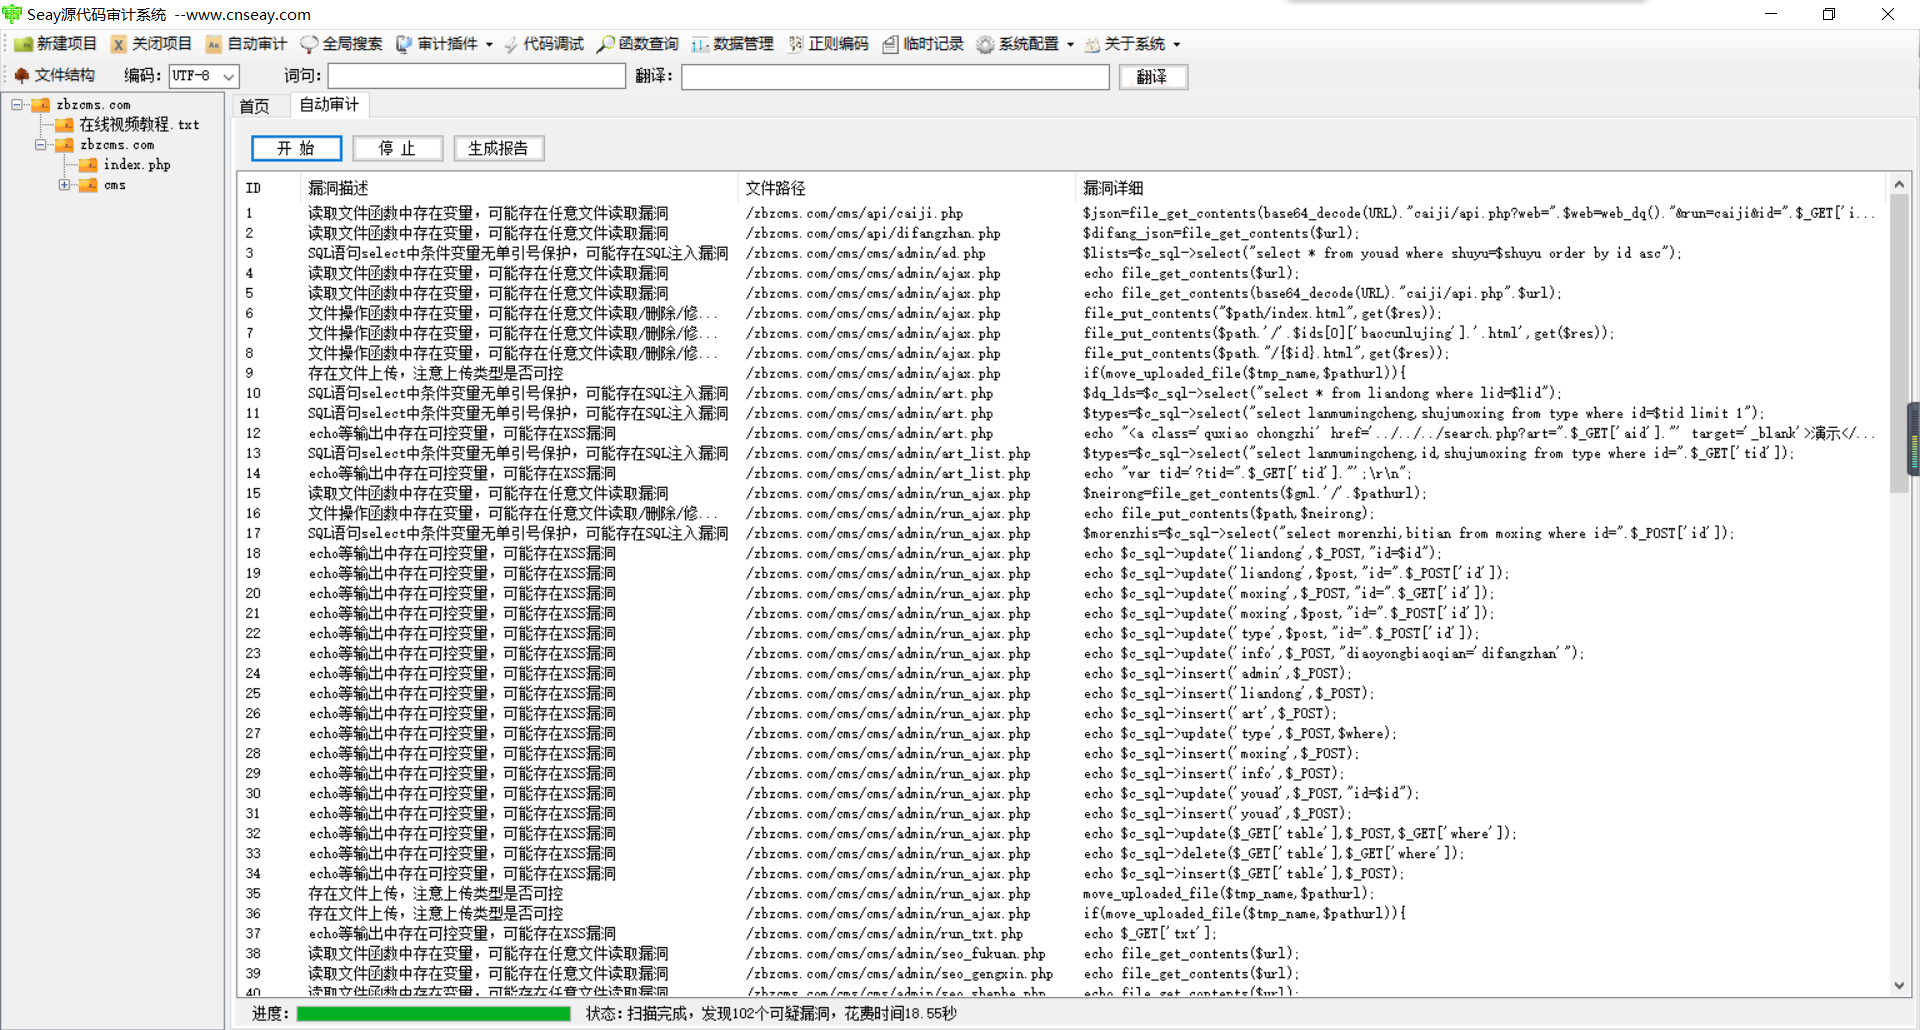 Seay源代码审计系统 --www.cnseay.com
新建项目 关闭项目 自动审计 全局搜索 审计插件 代码调试 函数查询 数据管理 正则编码 临时记录 系统配置 关于系统
文件结构 编码: UTF-8 词句: 翻译: 翻译
zbzcms.com
在线视频教程.txt
zbzcms.com
index.php
cms
首页 自动审计
开 始 停 止 生成报告
ID 漏洞描述 文件路径 漏洞详细
1 读取文件函数中存在变量，可能存在任意文件读取漏洞 /zbzcms.com/cms/api/caiji.php $json=file_get_contents(base64_decode(URL)."caiji/api.php?web=".$web=web_dq()."&run=caiji&id=".$_GET['i...
2 读取文件函数中存在变量，可能存在任意文件读取漏洞 /zbzcms.com/cms/api/difangzhan.php $difang_json=file_get_contents($url);
3 SQL语句select中条件变量无单引号保护，可能存在SQL注入漏洞 /zbzcms.com/cms/cms/admin/ad.php $lists=$c_sql->select("select * from youad where shuyu=$shuyu order by id asc");
4 读取文件函数中存在变量，可能存在任意文件读取漏洞 /zbzcms.com/cms/cms/admin/ajax.php echo file_get_contents($url);
5 读取文件函数中存在变量，可能存在任意文件读取漏洞 /zbzcms.com/cms/cms/admin/ajax.php echo file_get_contents(base64_decode(URL)."caiji/api.php".$url);
6 文件操作函数中存在变量，可能存在任意文件读取/删除/修... /zbzcms.com/cms/cms/admin/ajax.php file_put_contents("$path/index.html",get($res));
7 文件操作函数中存在变量，可能存在任意文件读取/删除/修... /zbzcms.com/cms/cms/admin/ajax.php file_put_contents($path.'/'.$ids[0]['baocunlujing'].'.html',get($res));
8 文件操作函数中存在变量，可能存在任意文件读取/删除/修... /zbzcms.com/cms/cms/admin/ajax.php file_put_contents($path."/{$id}.html",get($res));
9 存在文件上传，注意上传类型是否可控 /zbzcms.com/cms/cms/admin/ajax.php if(move_uploaded_file($tmp_name,$pathurl)){
10 SQL语句select中条件变量无单引号保护，可能存在SQL注入漏洞 /zbzcms.com/cms/cms/admin/art.php $dq_lds=$c_sql->select("select * from liandong where lid=$lid");
11 SQL语句select中条件变量无单引号保护，可能存在SQL注入漏洞 /zbzcms.com/cms/cms/admin/art.php $types=$c_sql->select("select lanmumingcheng,shujumoxing from type where id=$tid limit 1");
12 echo等输出中存在可控变量，可能存在XSS漏洞 /zbzcms.com/cms/cms/admin/art.php echo "<a class='quxiao chongzhi' href='../../../search.php?art=".$_GET['aid']."' target='_blank'>演示</...
13 SQL语句select中条件变量无单引号保护，可能存在SQL注入漏洞 /zbzcms.com/cms/cms/admin/art_list.php $types=$c_sql->select("select lanmumingcheng,id,shujumoxing from type where id=".$_GET['tid']);
14 echo等输出中存在可控变量，可能存在XSS漏洞 /zbzcms.com/cms/cms/admin/art_list.php echo "var tid='?tid=".$_GET['tid']."';\r\n";
15 读取文件函数中存在变量，可能存在任意文件读取漏洞 /zbzcms.com/cms/cms/admin/run_ajax.php $neirong=file_get_contents($gml.'/'.$pathurl);
16 文件操作函数中存在变量，可能存在任意文件读取/删除/修... /zbzcms.com/cms/cms/admin/run_ajax.php echo file_put_contents($path,$neirong);
17 SQL语句select中条件变量无单引号保护，可能存在SQL注入漏洞 /zbzcms.com/cms/cms/admin/run_ajax.php $morenzhis=$c_sql->select("select morenzhi,bitian from moxing where id=".$_POST['id']);
18 echo等输出中存在可控变量，可能存在XSS漏洞 /zbzcms.com/cms/cms/admin/run_ajax.php echo $c_sql->update('liandong',$_POST,"id=$id");
19 echo等输出中存在可控变量，可能存在XSS漏洞 /zbzcms.com/cms/cms/admin/run_ajax.php echo $c_sql->update('liandong',$post,"id=".$_POST['id']);
20 echo等输出中存在可控变量，可能存在XSS漏洞 /zbzcms.com/cms/cms/admin/run_ajax.php echo $c_sql->update('moxing',$_POST,"id=".$_GET['id']);
21 echo等输出中存在可控变量，可能存在XSS漏洞 /zbzcms.com/cms/cms/admin/run_ajax.php echo $c_sql->update('moxing',$post,"id=".$_POST['id']);
22 echo等输出中存在可控变量，可能存在XSS漏洞 /zbzcms.com/cms/cms/admin/run_ajax.php echo $c_sql->update('type',$post,"id=".$_POST['id']);
23 echo等输出中存在可控变量，可能存在XSS漏洞 /zbzcms.com/cms/cms/admin/run_ajax.php echo $c_sql->update('info',$_POST,"diaoyongbiaoqian='difangzhan'");
24 echo等输出中存在可控变量，可能存在XSS漏洞 /zbzcms.com/cms/cms/admin/run_ajax.php echo $c_sql->insert('admin',$_POST);
25 echo等输出中存在可控变量，可能存在XSS漏洞 /zbzcms.com/cms/cms/admin/run_ajax.php echo $c_sql->insert('liandong',$_POST);
26 echo等输出中存在可控变量，可能存在XSS漏洞 /zbzcms.com/cms/cms/admin/run_ajax.php echo $c_sql->insert('art',$_POST);
27 echo等输出中存在可控变量，可能存在XSS漏洞 /zbzcms.com/cms/cms/admin/run_ajax.php echo $c_sql->update('type',$_POST,$where);
28 echo等输出中存在可控变量，可能存在XSS漏洞 /zbzcms.com/cms/cms/admin/run_ajax.php echo $c_sql->insert('moxing',$_POST);
29 echo等输出中存在可控变量，可能存在XSS漏洞 /zbzcms.com/cms/cms/admin/run_ajax.php echo $c_sql->insert('info',$_POST);
30 echo等输出中存在可控变量，可能存在XSS漏洞 /zbzcms.com/cms/cms/admin/run_ajax.php echo $c_sql->update('youad',$_POST,"id=$id");
31 echo等输出中存在可控变量，可能存在XSS漏洞 /zbzcms.com/cms/cms/admin/run_ajax.php echo $c_sql->insert('youad',$_POST);
32 echo等输出中存在可控变量，可能存在XSS漏洞 /zbzcms.com/cms/cms/admin/run_ajax.php echo $c_sql->update($_GET['table'],$_POST,$_GET['where']);
33 echo等输出中存在可控变量，可能存在XSS漏洞 /zbzcms.com/cms/cms/admin/run_ajax.php echo $c_sql->delete($_GET['table'],$_GET['where']);
34 echo等输出中存在可控变量，可能存在XSS漏洞 /zbzcms.com/cms/cms/admin/run_ajax.php echo $c_sql->insert($_GET['table'],$_POST);
35 存在文件上传，注意上传类型是否可控 /zbzcms.com/cms/cms/admin/run_ajax.php move_uploaded_file($tmp_name,$pathurl);
36 存在文件上传，注意上传类型是否可控 /zbzcms.com/cms/cms/admin/run_ajax.php if(move_uploaded_file($tmp_name,$pathurl)){
37 echo等输出中存在可控变量，可能存在XSS漏洞 /zbzcms.com/cms/cms/admin/run_txt.php echo $_GET['txt'];
38 读取文件函数中存在变量，可能存在任意文件读取漏洞 /zbzcms.com/cms/cms/admin/seo_fukuan.php echo file_get_contents($url);
39 读取文件函数中存在变量，可能存在任意文件读取漏洞 /zbzcms.com/cms/cms/admin/seo_gengxin.php echo file_get_contents($url);
40 读取文件函数中存在变量，可能存在任意文件读取漏洞 /zbzcms.com/cms/cms/admin/seo_shenhe.php echo file_get_contents($url);
进度: 状态:扫描完成，发现102个可疑漏洞，花费时间18.55秒